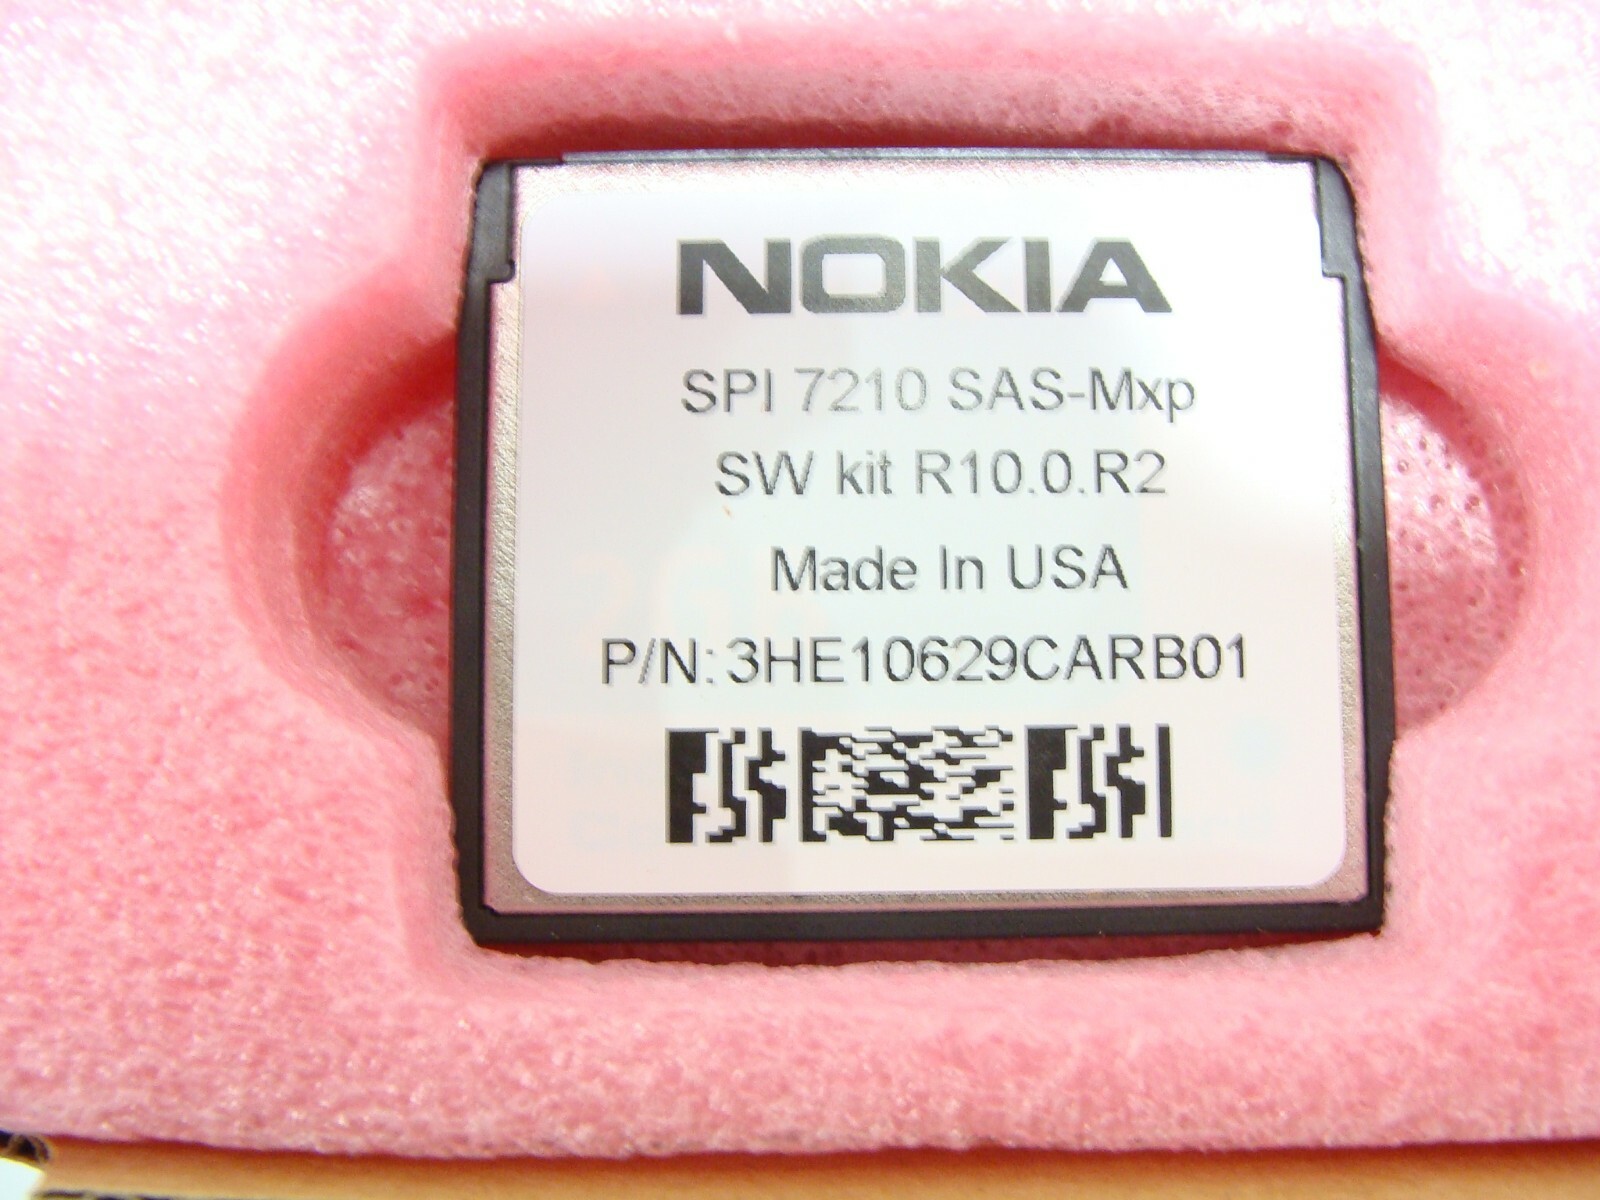 NOKIA
SPI 7210 SAS-Mxp
SW kit R10.0.R2
Made In USA
P/N: 3HE10629CARB01